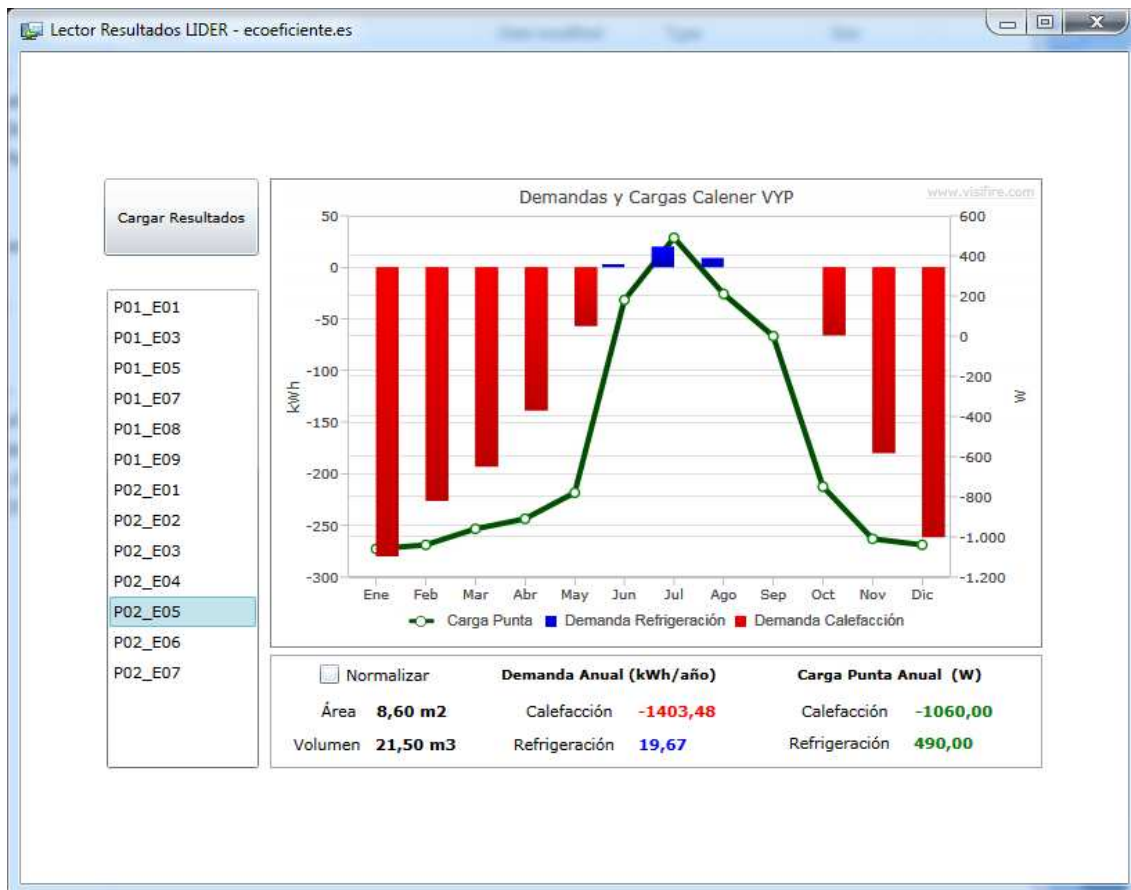 Lector Resultados LIDER - ecoeficiente.es
Cargar Resultados
P01_E01
P01_E03
P01_E05
P01_E07
P01_E08
P01_E09
P02_E01
P02_E02
P02_E03
P02_E04
P02_E05
P02_E06
P02_E07
Demandas y Cargas Calener VYP
www.visifire.com
50
0
-50
-100
-150
-200
-250
-300
kWh
600
400
200
0
-200
-400
-600
-800
-1.000
-1.200
W
Ene Feb Mar Abr May Jun Jul Ago Sep Oct Nov Dic
Carga Punta Demanda Refrigeración Demanda Calefacción
Normalizar Demanda Anual (kWh/año) Carga Punta Anual (W)
Área 8,60 m2 Calefacción -1403,48 Calefacción -1060,00
Volumen 21,50 m3 Refrigeración 19,67 Refrigeración 490,00